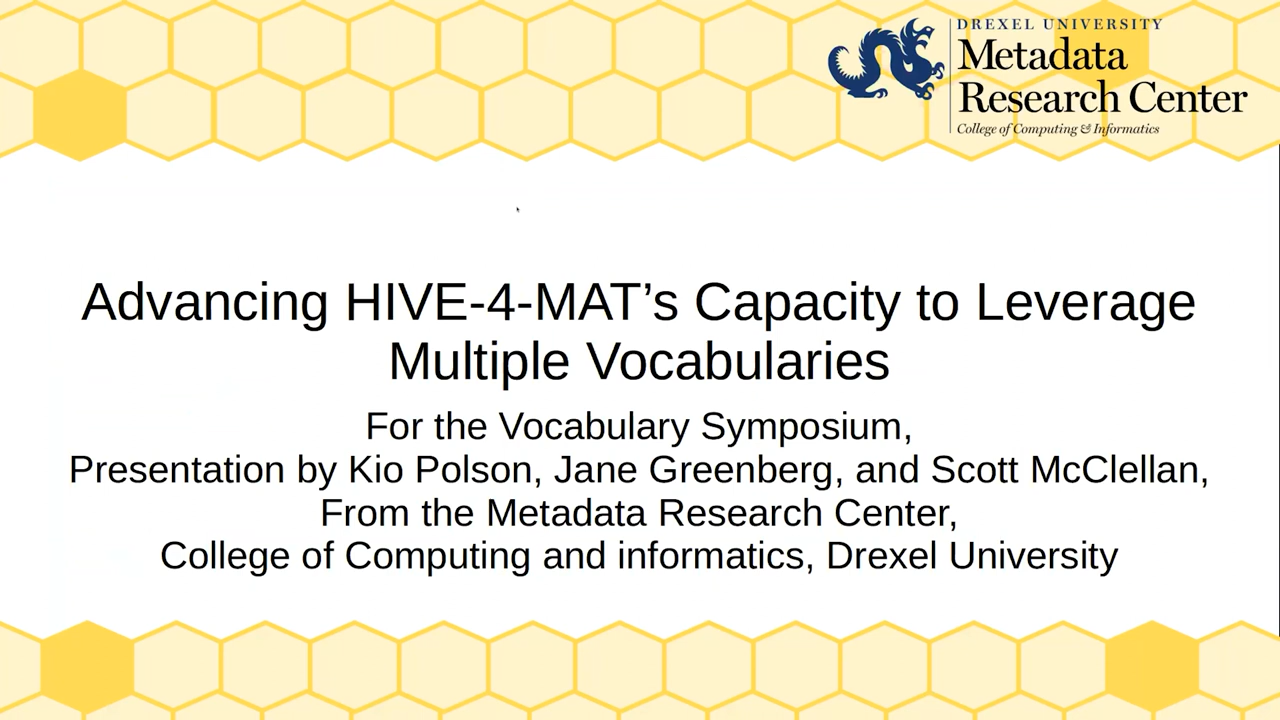 DREXEL UNIVERSITY
Metadata
Research Center
College of Computing & Informatics
Advancing HIVE-4-MAT’s Capacity to Leverage
Multiple Vocabularies
For the Vocabulary Symposium,
Presentation by Kio Polson, Jane Greenberg, and Scott McClellan,
From the Metadata Research Center,
College of Computing and informatics, Drexel University